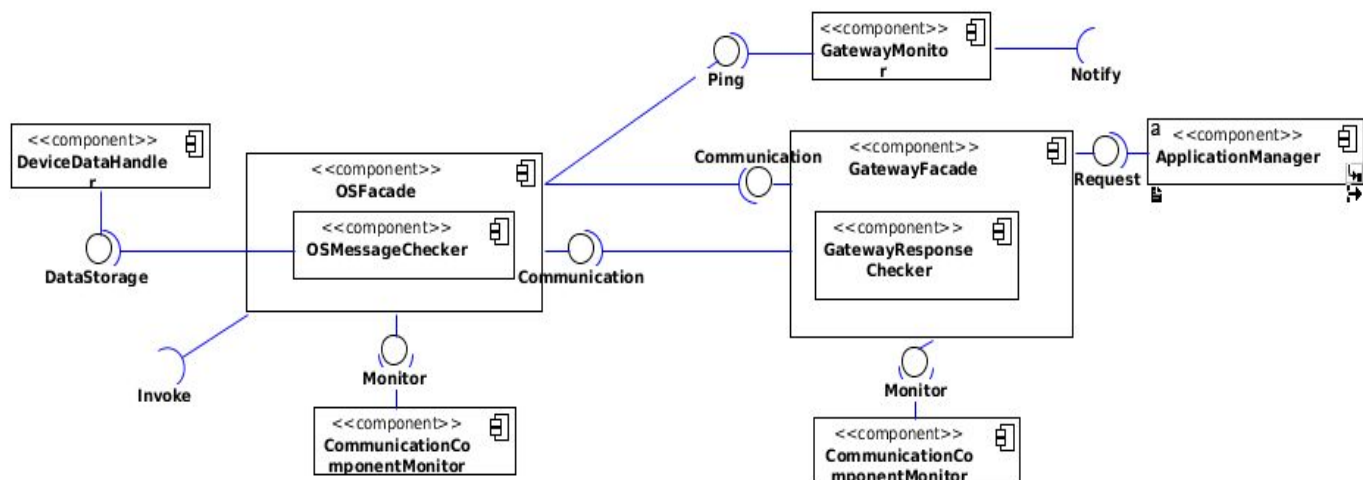 <<component>>
GatewayMonito
r
Ping
Notify
<<component>>
DeviceDataHandle
r
DataStorage
<<component>>
OSFacade
<<component>>
OSMessageChecker
Communication
Communication
<<component>>
GatewayFacade
<<component>>
GatewayResponse
Checker
Request
a
<<component>>
ApplicationManager
Invoke
Monitor
<<component>>
CommunicationCo
mponentMonitor
Monitor
<<component>>
CommunicationCo
mponentMonitor